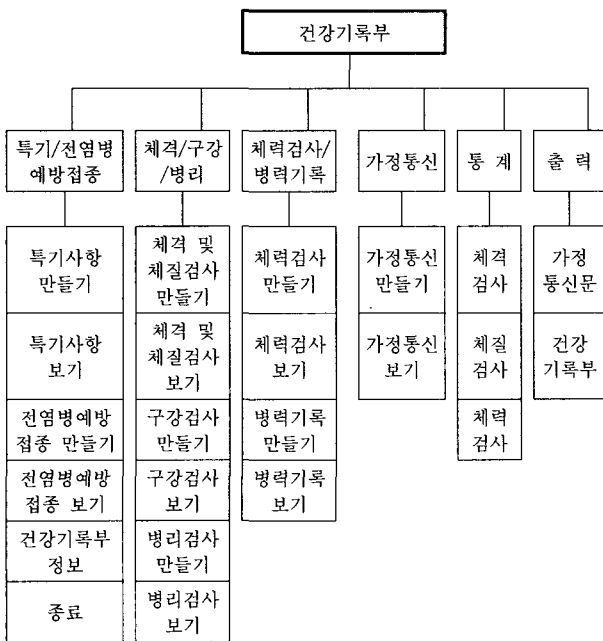 건강기록부
특기/전염병
예방접종
체격/구강
/병리
체력검사/
병력기록
가정통신
통 계
출 력
특기사항
만들기
특기사항
보기
전염병예방
접종 만들기
전염병예방
접종 보기
건강기록부
정보
종료
체격 및
체질검사
만들기
체격 및
체질검사
보기
구강검사
만들기
구강검사
보기
병리검사
만들기
병리검사
보기
체력검사
만들기
체력검사
보기
병력기록
만들기
병력기록
보기
가정통신
만들기
가정통신
보기
체격
검사
체질
검사
체력
검사
가정
통신문
건강
기록부